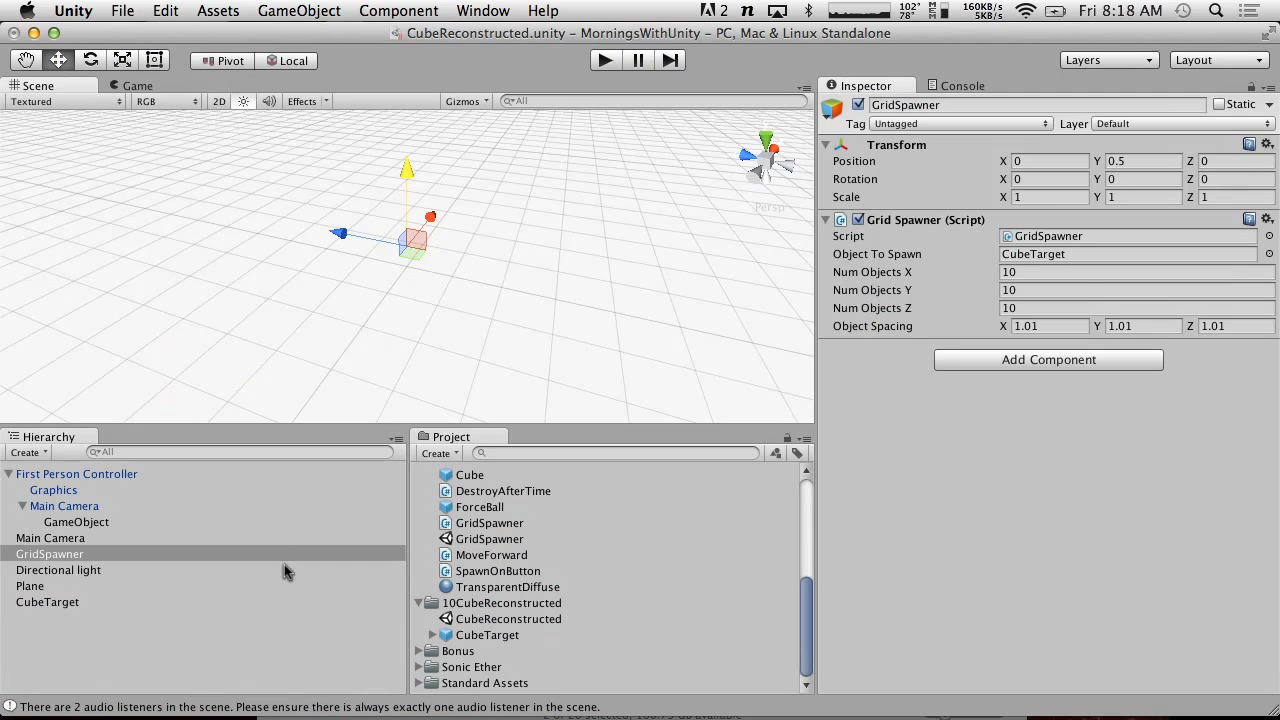 Unity File Edit Assets GameObject Component Window Help 2 102° 78° MEM 160KB/S 5KB/S Fri 8:18 AM
CubeReconstructed.unity - MorningsWithUnity - PC, Mac & Linux Standalone
Pivot Local Layers Layout
Scene Game
Textured RGB 2D Effects Gizmos All
Persp
Inspector Console
GridSpawner Static
Tag Untagged Layer Default
Transform
Position X 0 Y 0.5 Z 0
Rotation X 0 Y 0 Z 0
Scale X 1 Y 1 Z 1
Grid Spawner (Script)
Script GridSpawner
Object To Spawn CubeTarget
Num Objects X 10
Num Objects Y 10
Num Objects Z 10
Object Spacing X 1.01 Y 1.01 Z 1.01
Add Component
Hierarchy
Create All
First Person Controller
Graphics
Main Camera
GameObject
Main Camera
GridSpawner
Directional light
Plane
CubeTarget
Project
Create
Cube
DestroyAfterTime
ForceBall
GridSpawner
GridSpawner
MoveForward
SpawnOnButton
TransparentDiffuse
10CubeReconstructed
CubeReconstructed
CubeTarget
Bonus
Sonic Ether
Standard Assets
There are 2 audio listeners in the scene. Please ensure there is always exactly one audio listener in the scene.